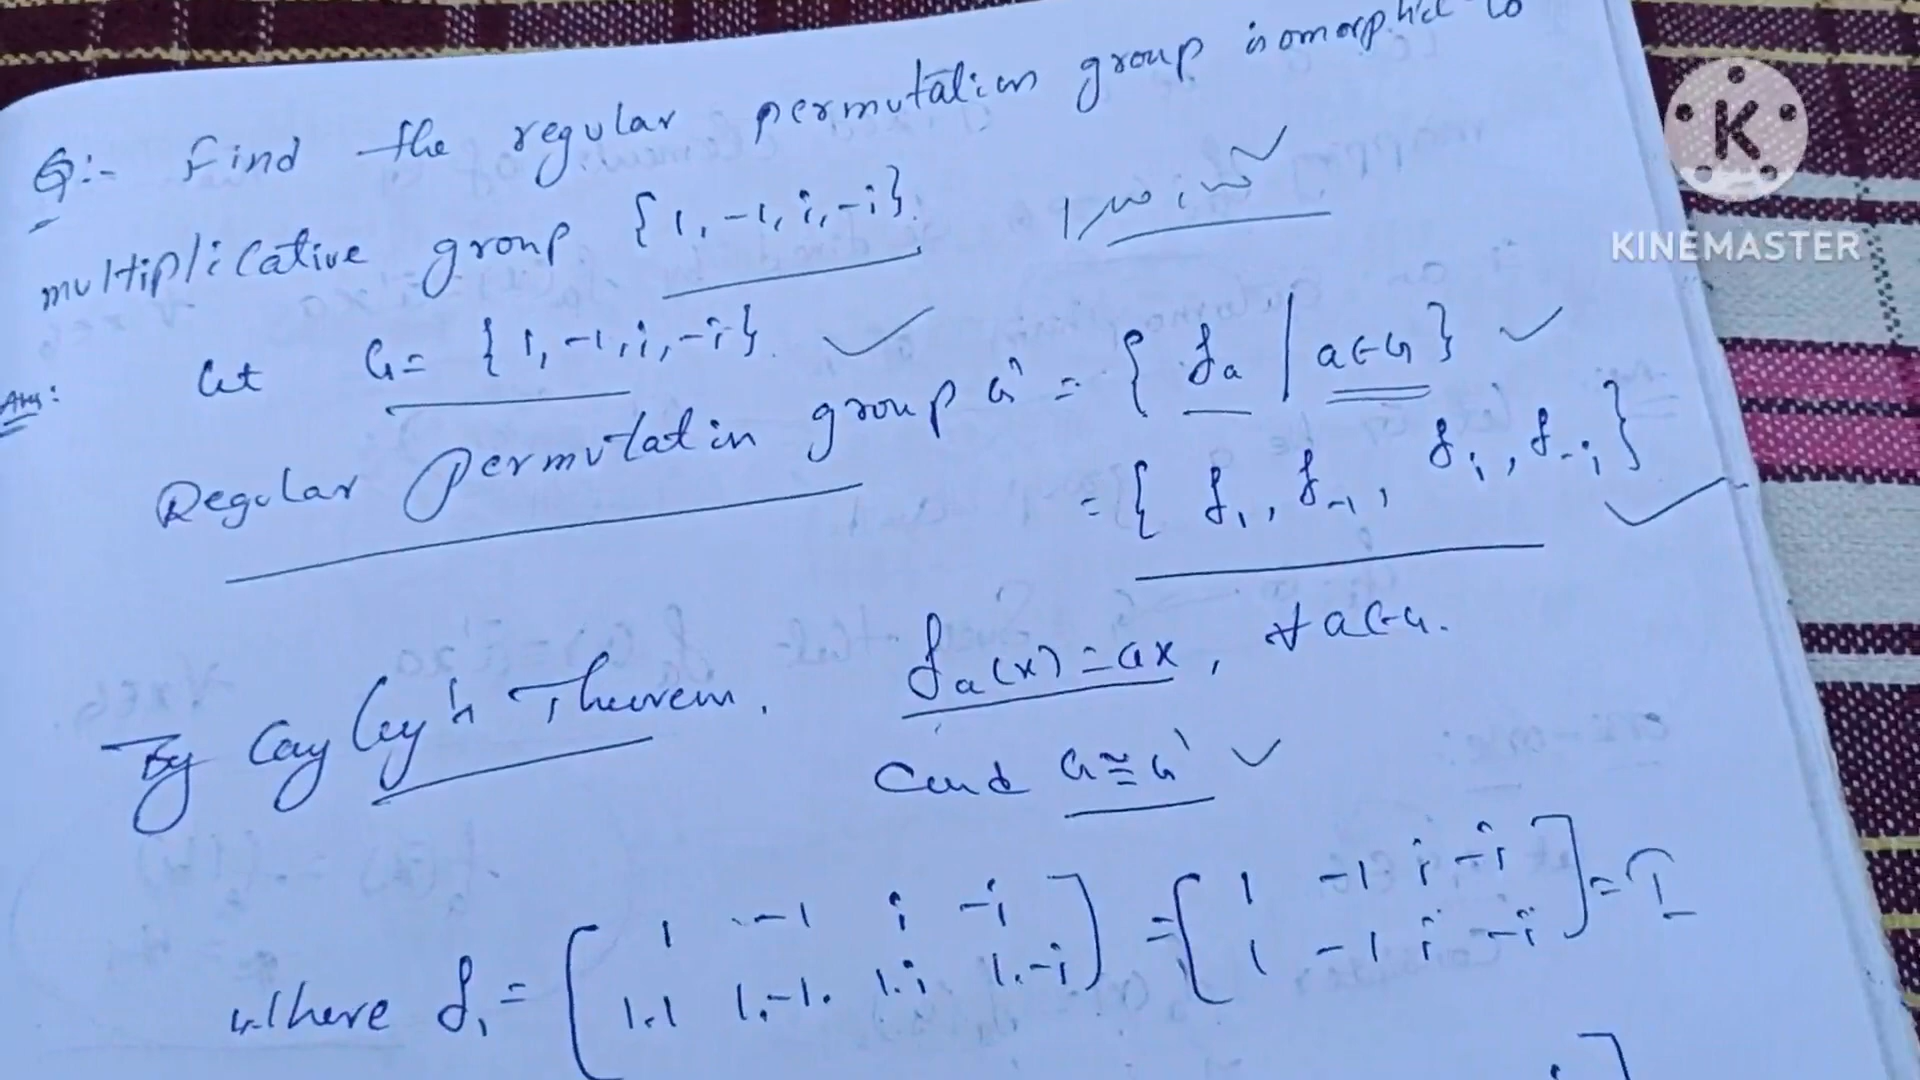 Q:- Find the regular permutation group isomorphic to
multiplicative group {1, -1, i, -i}.
Ans: let G = {1, -1, i, -i}.
Regular Permutatin group G' = { fa / a∈G }
= { f₁, f₋₁, fᵢ, f₋ᵢ }
By Cayley's Theorem. fa(x) = ax, ∀ a∈G.
and G ≅ G'
where f₁ = [ 1 -1 i -i ] = [ 1 -1 i -i ] = I
1.1 1.-1. 1.i 1.-i 1 -1 i -i
K
KINEMASTER